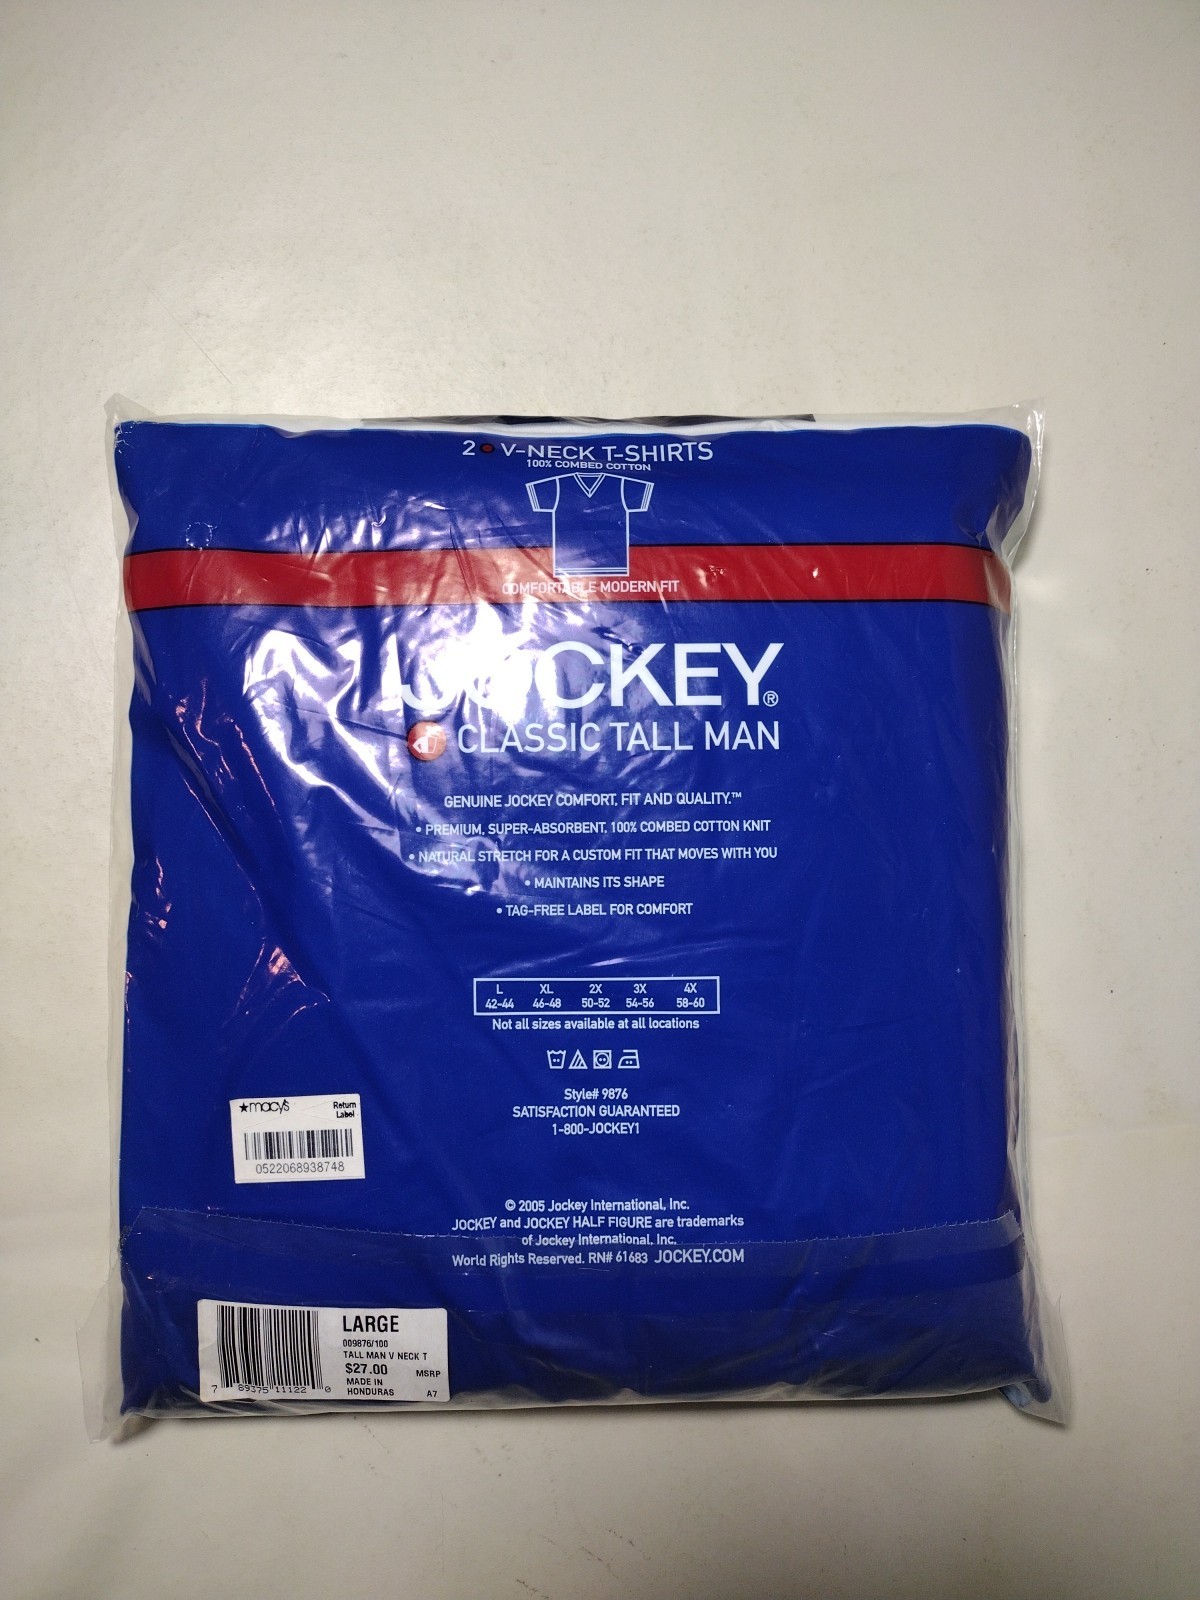 2 V-NECK T-SHIRTS
100% COMBED COTTON
COMFORTABLE MODERN FIT
JOCKEY®
CLASSIC TALL MAN
GENUINE JOCKEY COMFORT, FIT AND QUALITY.™
• PREMIUM, SUPER-ABSORBENT, 100% COMBED COTTON KNIT
• NATURAL STRETCH FOR A CUSTOM FIT THAT MOVES WITH YOU
• MAINTAINS ITS SHAPE
• TAG-FREE LABEL FOR COMFORT
L XL 2X 3X 4X
42-44 46-48 50-52 54-56 58-60
Not all sizes available at all locations
Style# 9876
SATISFACTION GUARANTEED
1-800-JOCKEY1
★macy's Return
Label
0522068938748
© 2005 Jockey International, Inc.
JOCKEY and JOCKEY HALF FIGURE are trademarks
of Jockey International, Inc.
World Rights Reserved. RN# 61683 JOCKEY.COM
LARGE
009876/100
TALL MAN V NECK T
$27.00 MSRP
MADE IN
HONDURAS A7
7 89375 11122 0